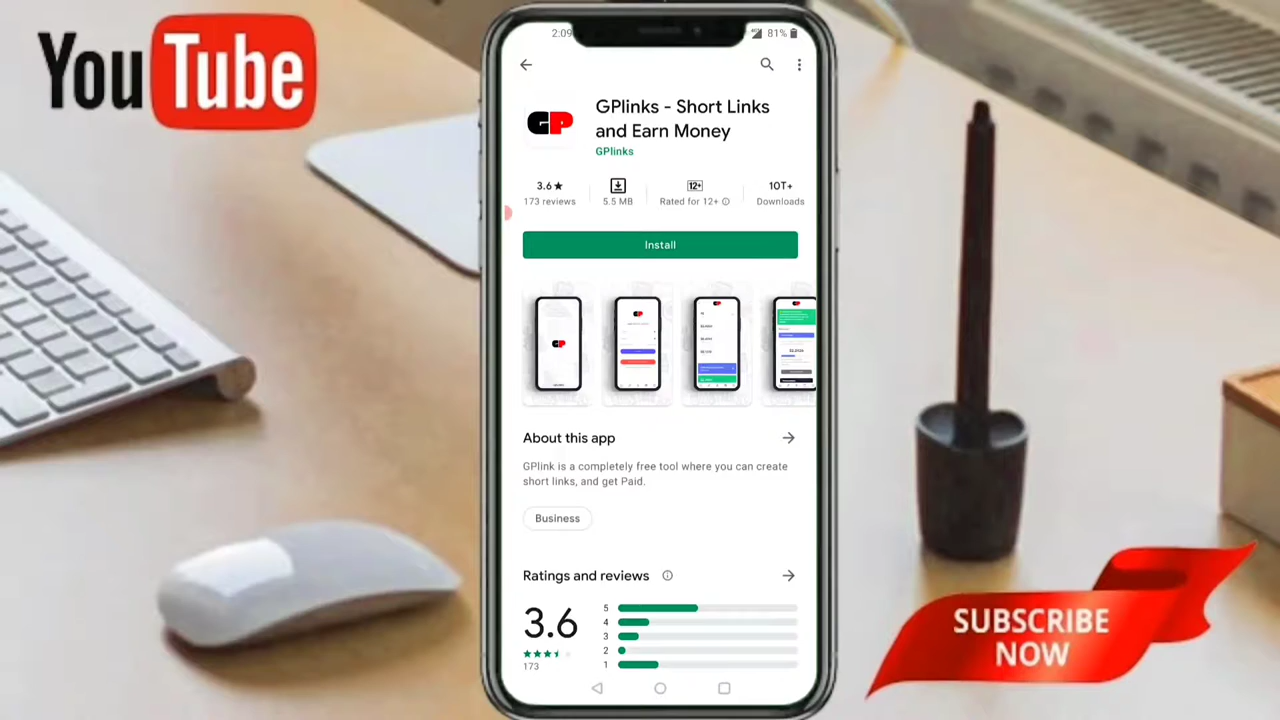 YouTube
2:09
81%
GP
GPlinks - Short Links
and Earn Money
GPlinks
3.6★
173 reviews
5.5 MB
12+
Rated for 12+
10T+
Downloads
Install
About this app
GPlink is a completely free tool where you can create
short links, and get Paid.
Business
Ratings and reviews
3.6
173
5
4
3
2
1
SUBSCRIBE
NOW